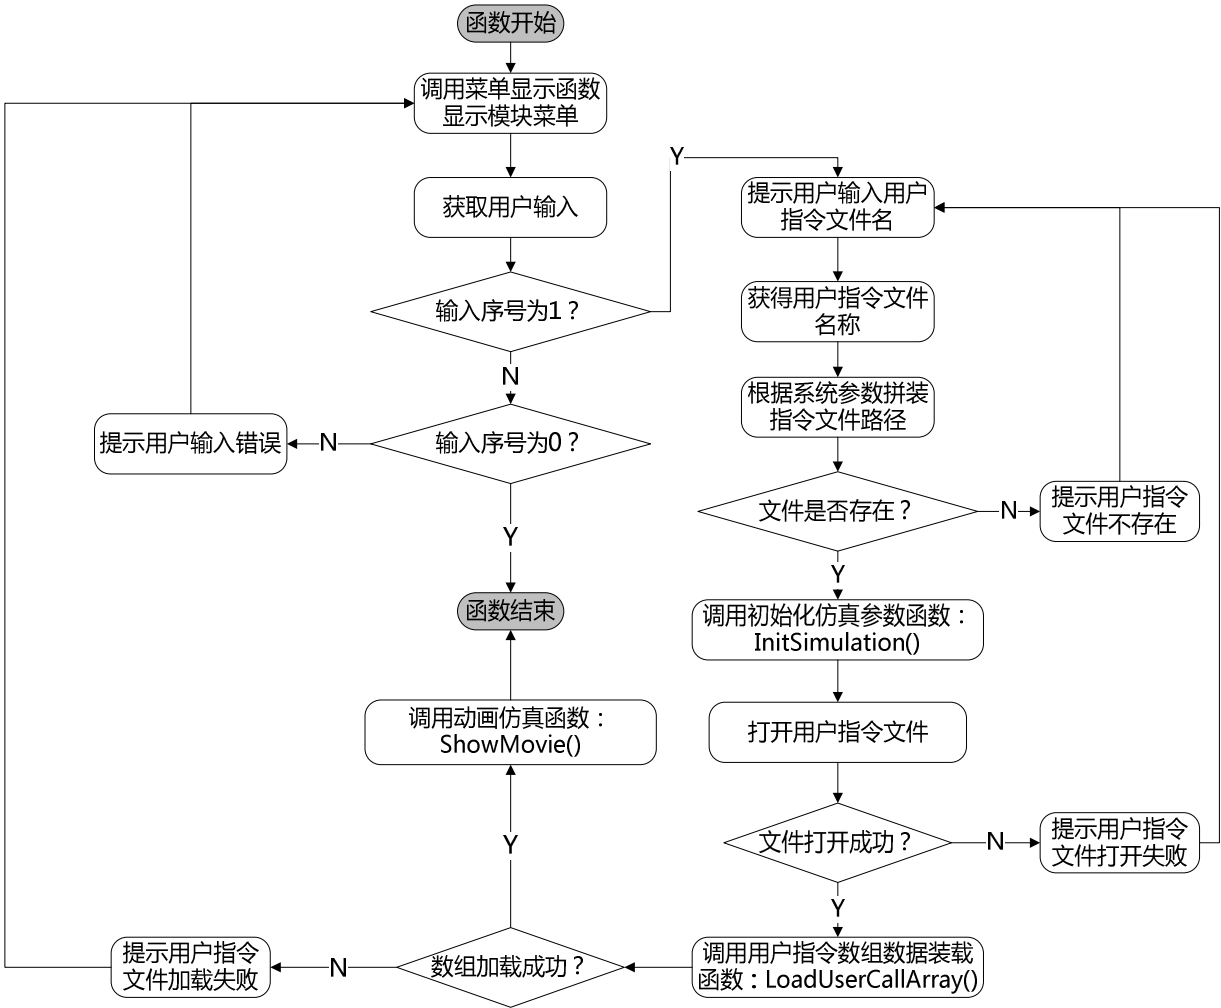 函数开始
调用菜单显示函数
显示模块菜单
获取用户输入
输入序号为1？
Y
N
输入序号为0？
N
提示用户输入错误
Y
函数结束
提示用户输入用户
指令文件名
获得用户指令文件
名称
根据系统参数拼装
指令文件路径
文件是否存在？
N
提示用户指令
文件不存在
Y
调用初始化仿真参数函数：
InitSimulation()
打开用户指令文件
文件打开成功？
N
提示用户指令
文件打开失败
Y
调用用户指令数组数据装载
函数：LoadUserCallArray()
数组加载成功？
N
提示用户指令
文件加载失败
Y
调用动画仿真函数：
ShowMovie()